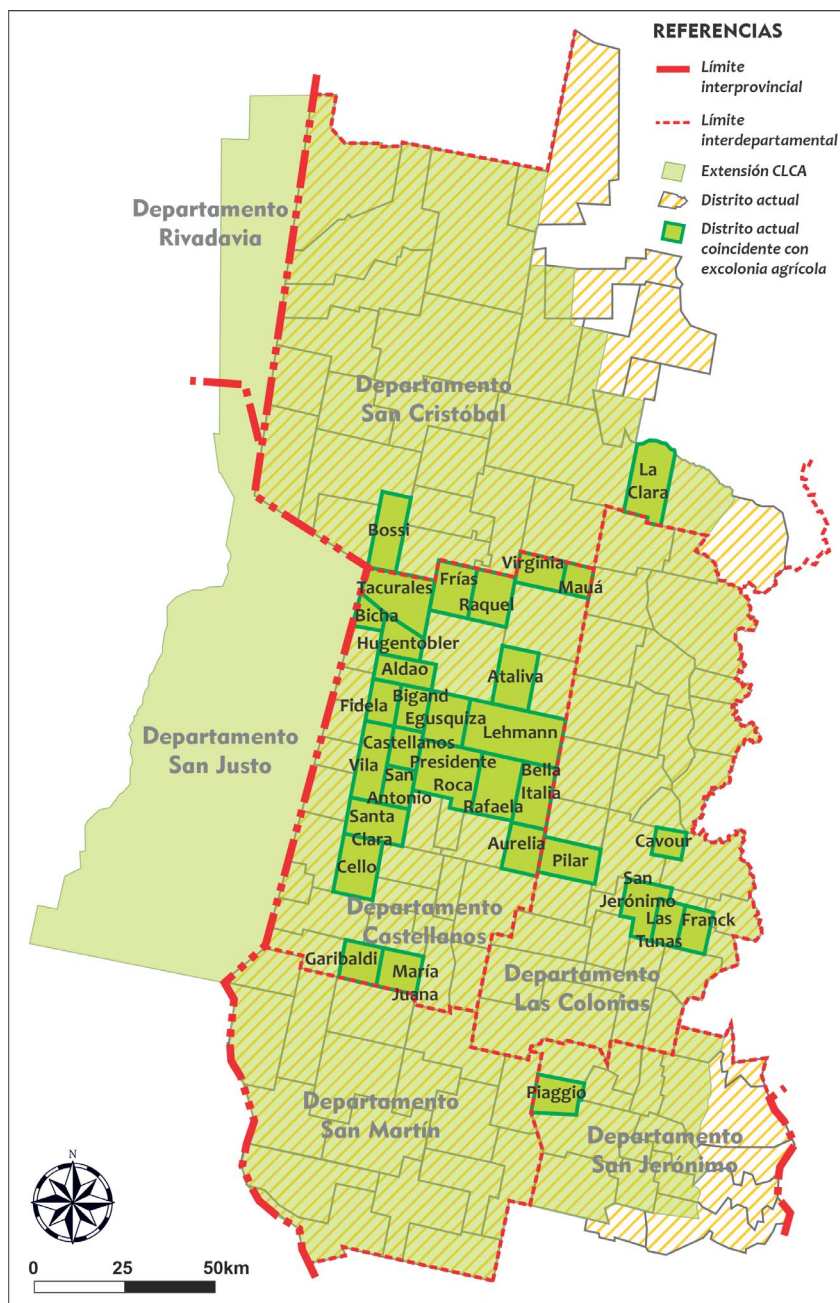 REFERENCIAS
Límite
interprovincial
Límite
interdepartamental
Extensión CLCA
Distrito actual
Distrito actual
coincidente con
excolonia agrícola
Departamento
Rivadavia
Departamento
San Cristóbal
La
Clara
Bossi
Virginia
Mauá
Frías
Raquel
Tacurales
Bicha
Hugentobler
Aldao
Ataliva
Fidela
Bigand
Egusquiza
Lehmann
Departamento
San Justo
Castellanos
Vila
San
Antonio
Presidente
Roca
Rafaela
Bella
Italia
Santa
Clara
Aurelia
Pilar
Cavour
Cello
San
Jerónimo
Las
Tunas
Franck
Departamento
Castellanos
Garibaldi
María
Juana
Departamento
Las Colonias
Piaggio
Departamento
San Martín
Departamento
San Jerónimo
N
0 25 50km